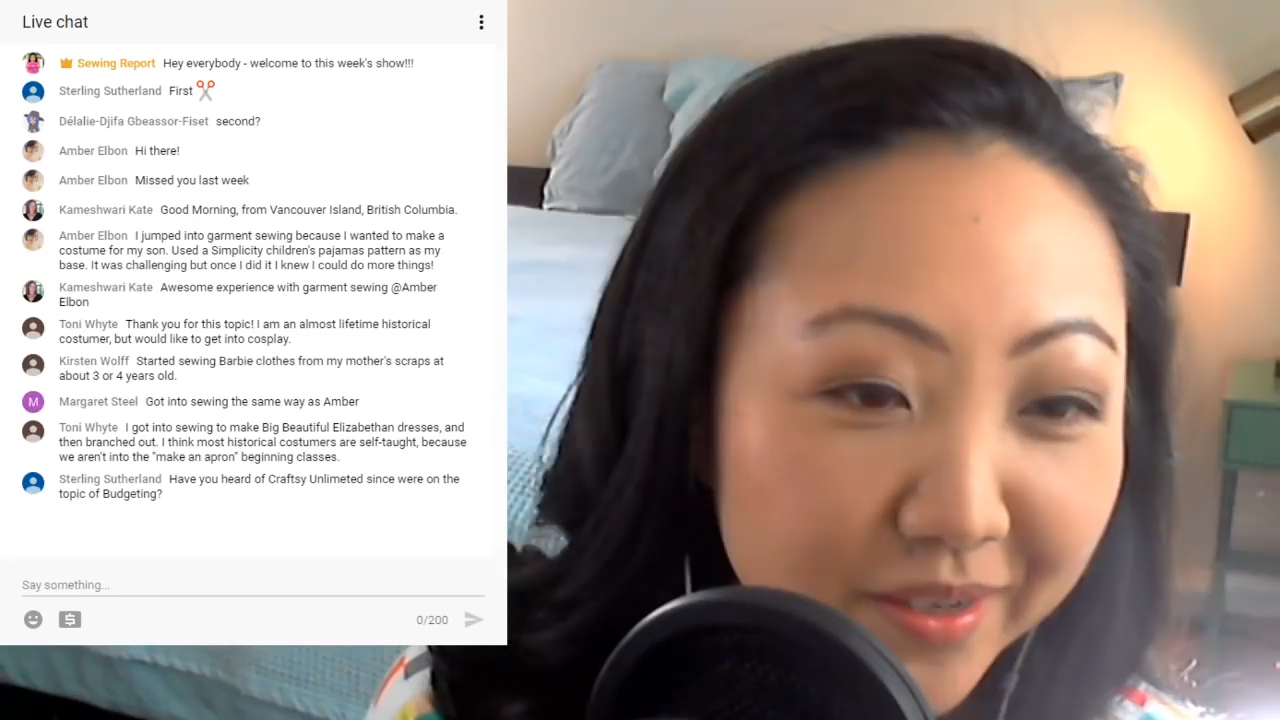 Live chat
Sewing Report Hey everybody - welcome to this week's show!!!
Sterling Sutherland First
Délalie-Djifa Gbeassor-Fiset second?
Amber Elbon Hi there!
Amber Elbon Missed you last week
Kameshwari Kate Good Morning, from Vancouver Island, British Columbia.
Amber Elbon I jumped into garment sewing because I wanted to make a
costume for my son. Used a Simplicity children's pajamas pattern as my
base. It was challenging but once I did it I knew I could do more things!
Kameshwari Kate Awesome experience with garment sewing @Amber
Elbon
Toni Whyte Thank you for this topic! I am an almost lifetime historical
costumer, but would like to get into cosplay.
Kirsten Wolff Started sewing Barbie clothes from my mother's scraps at
about 3 or 4 years old.
M
Margaret Steel Got into sewing the same way as Amber
Toni Whyte I got into sewing to make Big Beautiful Elizabethan dresses, and
then branched out. I think most historical costumers are self-taught, because
we aren't into the "make an apron" beginning classes.
Sterling Sutherland Have you heard of Craftsy Unlimeted since were on the
topic of Budgeting?
Say something...
$
0/200